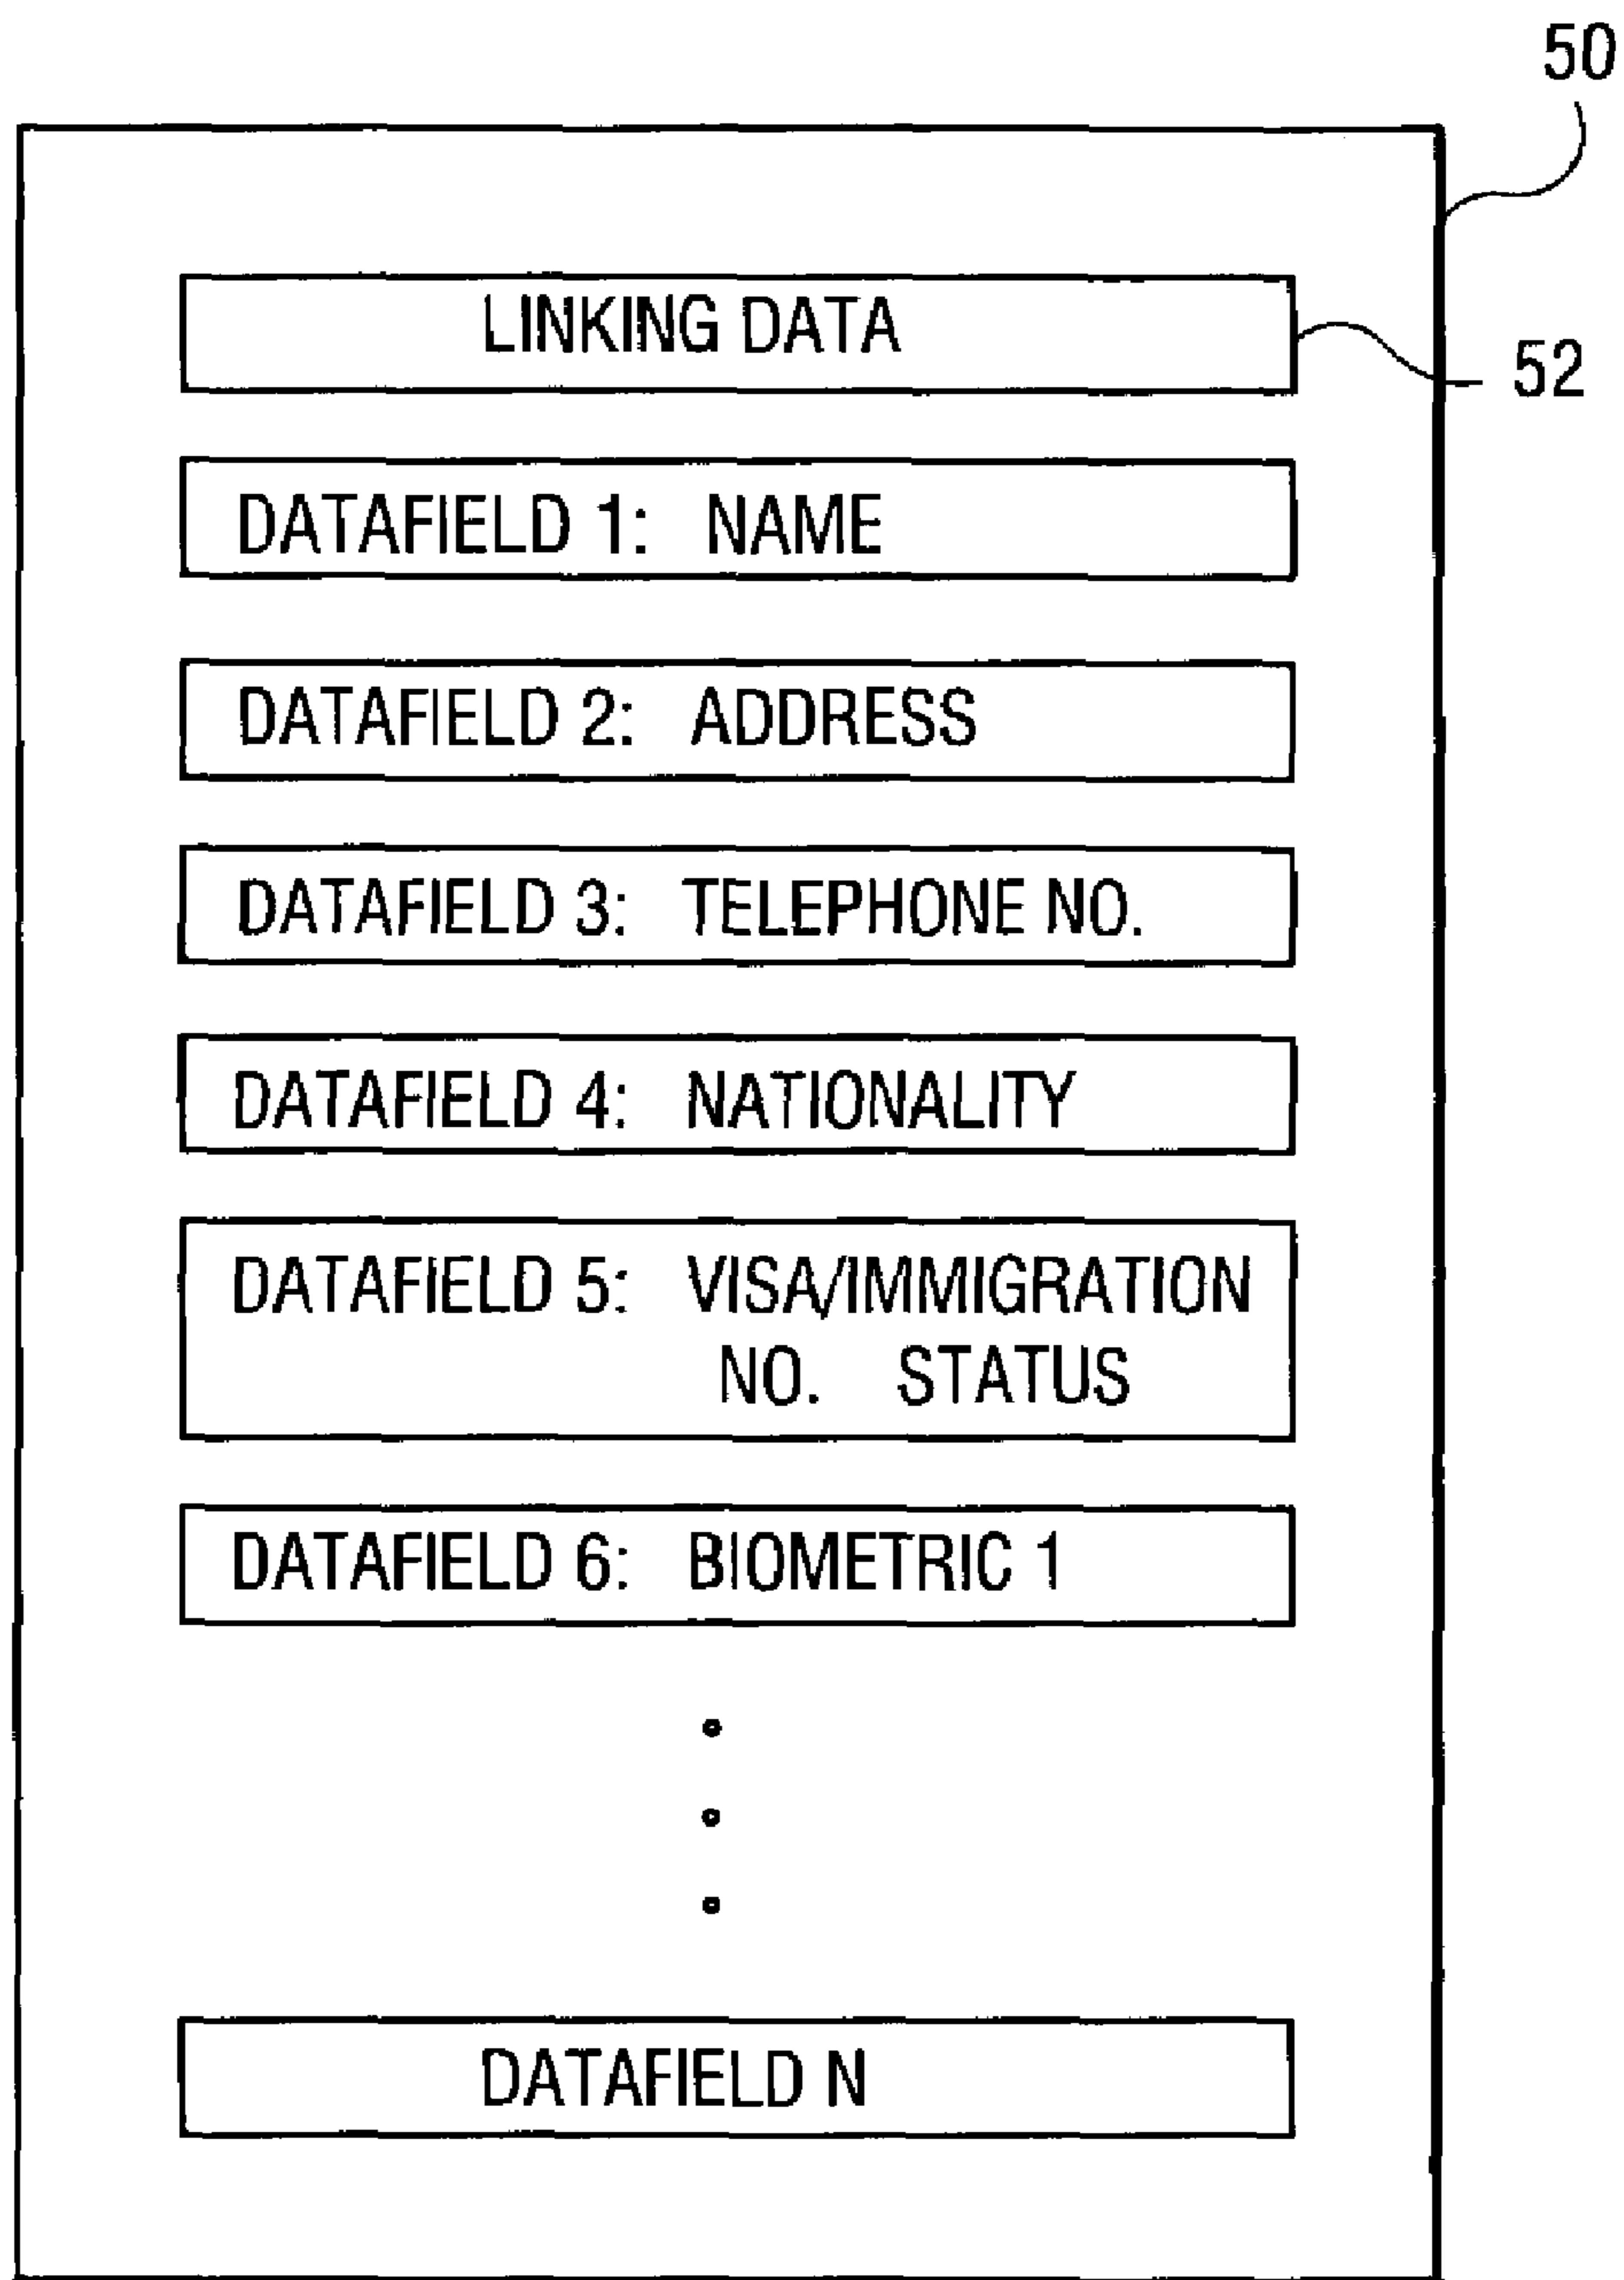 50
LINKING DATA
52
DATAFIELD 1: NAME
DATAFIELD 2: ADDRESS
DATAFIELD 3: TELEPHONE NO.
DATAFIELD 4: NATIONALITY
DATAFIELD 5: VISA/IMMIGRATION
NO. STATUS
DATAFIELD 6: BIOMETRIC 1
DATAFIELD N